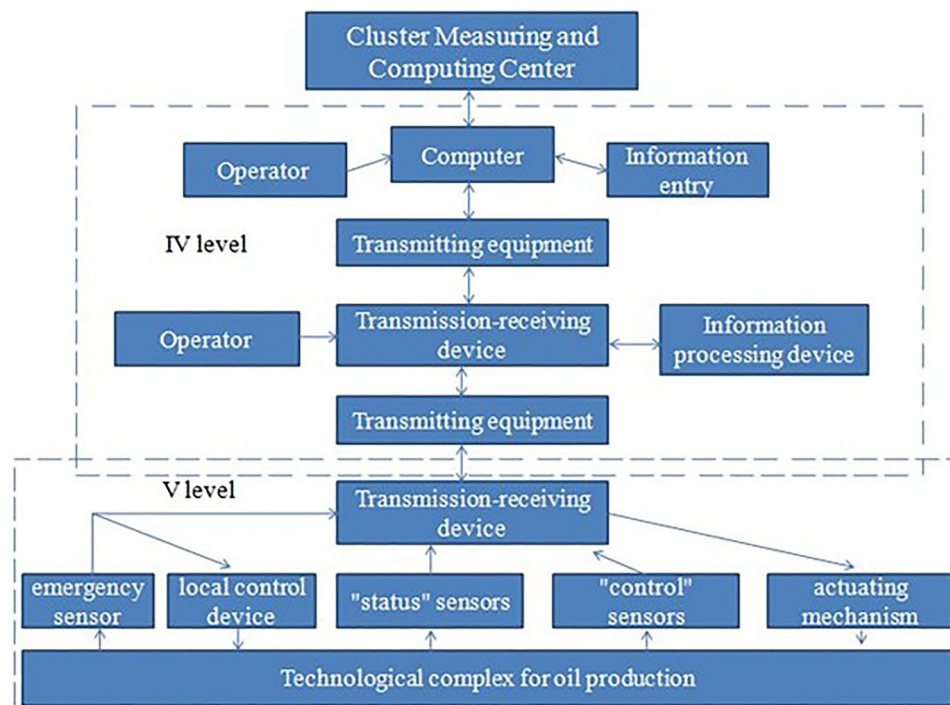 Cluster Measuring and
Computing Center
Operator
Computer
Information
entry
IV level
Transmitting equipment
Operator
Transmission-receiving
device
Information
processing device
Transmitting equipment
V level
Transmission-receiving
device
emergency
sensor
local control
device
"status" sensors
"control"
sensors
actuating
mechanism
Technological complex for oil production